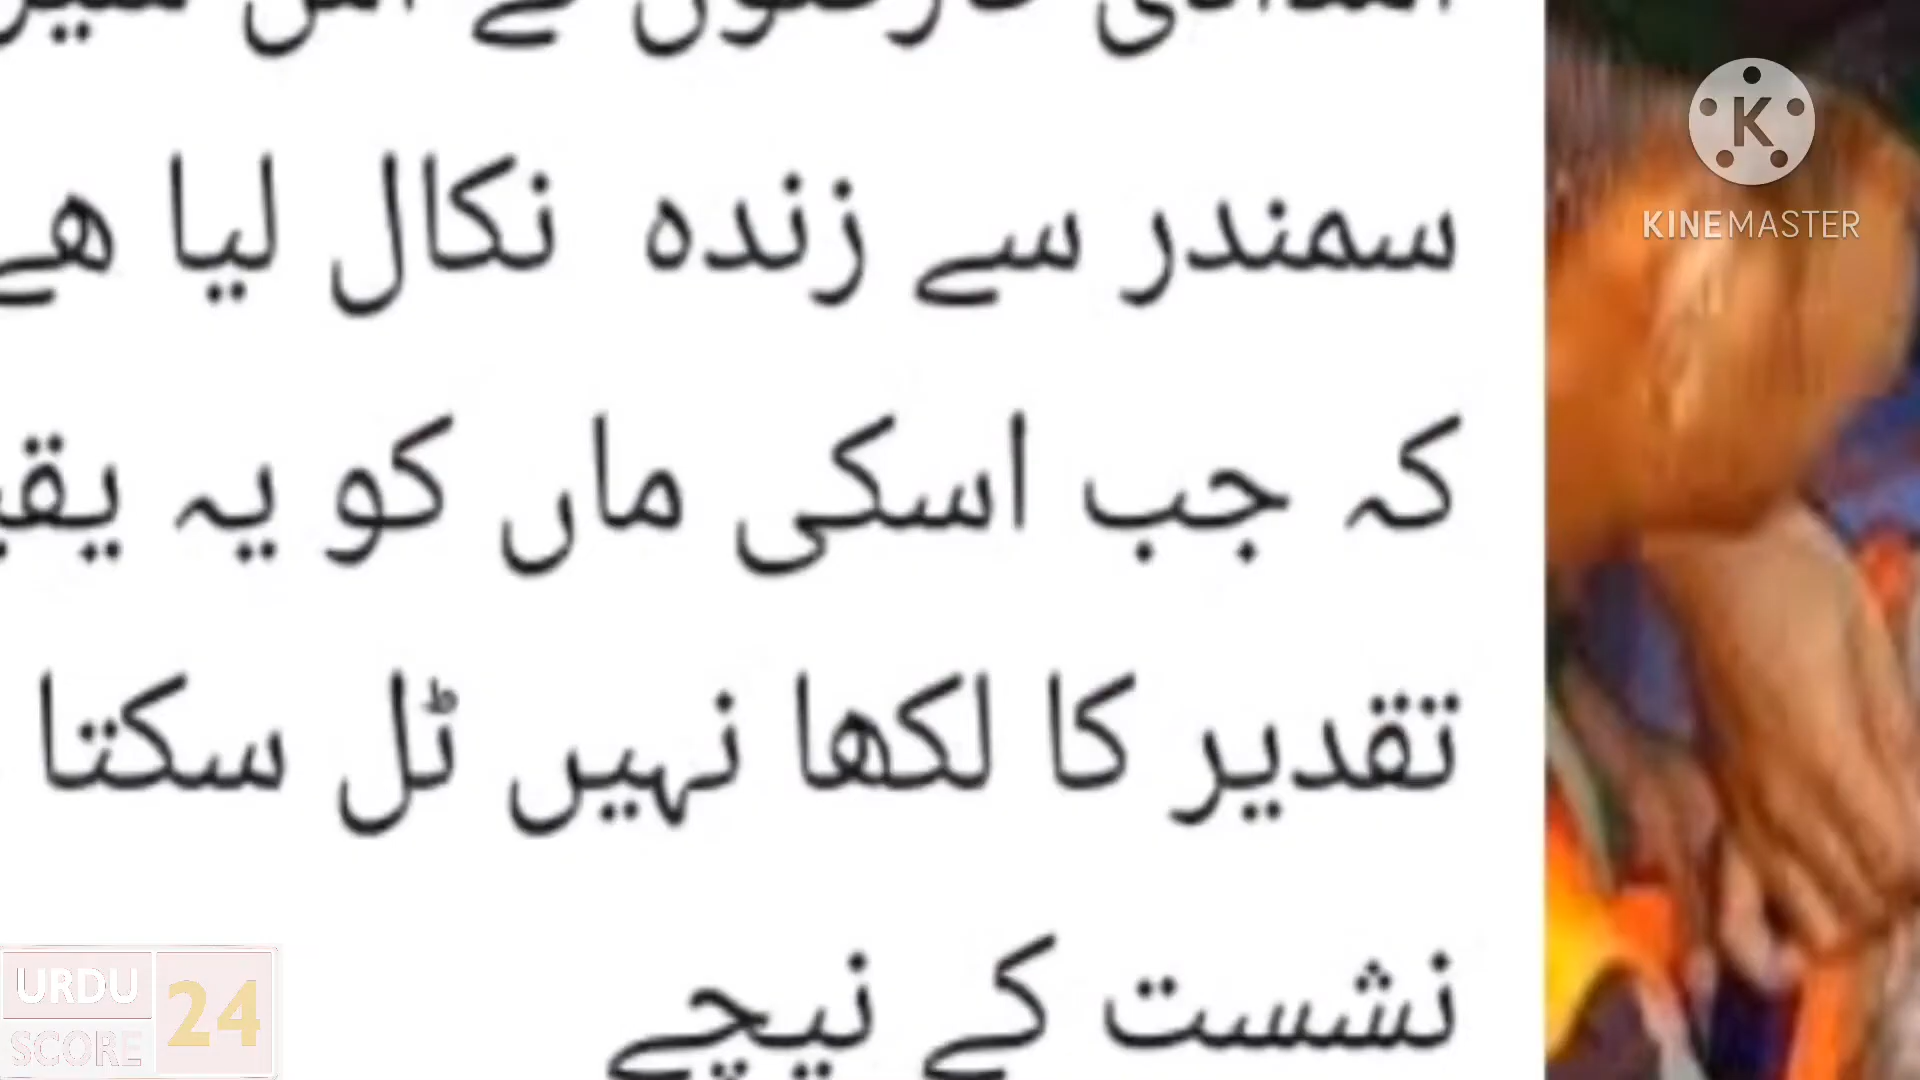 سمندر سے زندہ نکال لیا ھے
کہ جب اسکی ماں کو یہ
تقدیر کا لکھا نہیں ٹل سکتا
نشست کے نیچے
K
KINEMASTER
URDU
SCORE
24